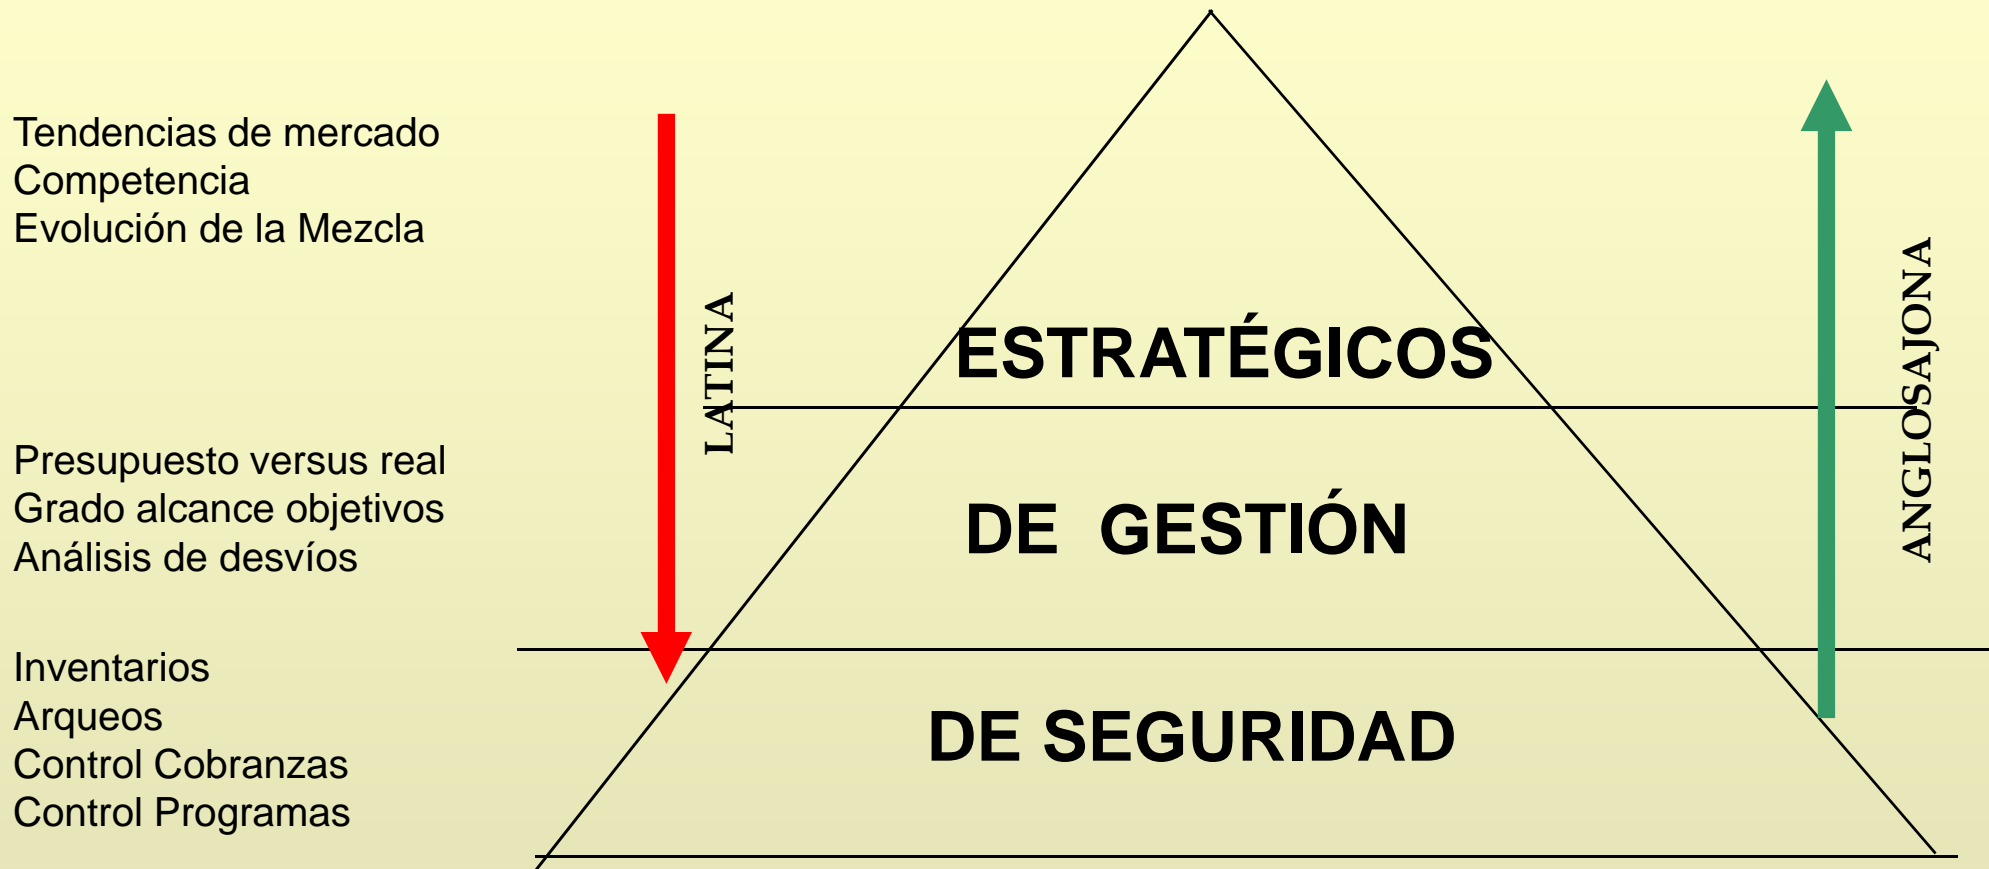 Tendencias de mercado
Competencia
Evolución de la Mezcla
LATINA
ESTRATÉGICOS
ANGLOSAJONA
Presupuesto versus real
Grado alcance objetivos
Análisis de desvíos
DE GESTIÓN
Inventarios
Arqueos
Control Cobranzas
Control Programas
DE SEGURIDAD